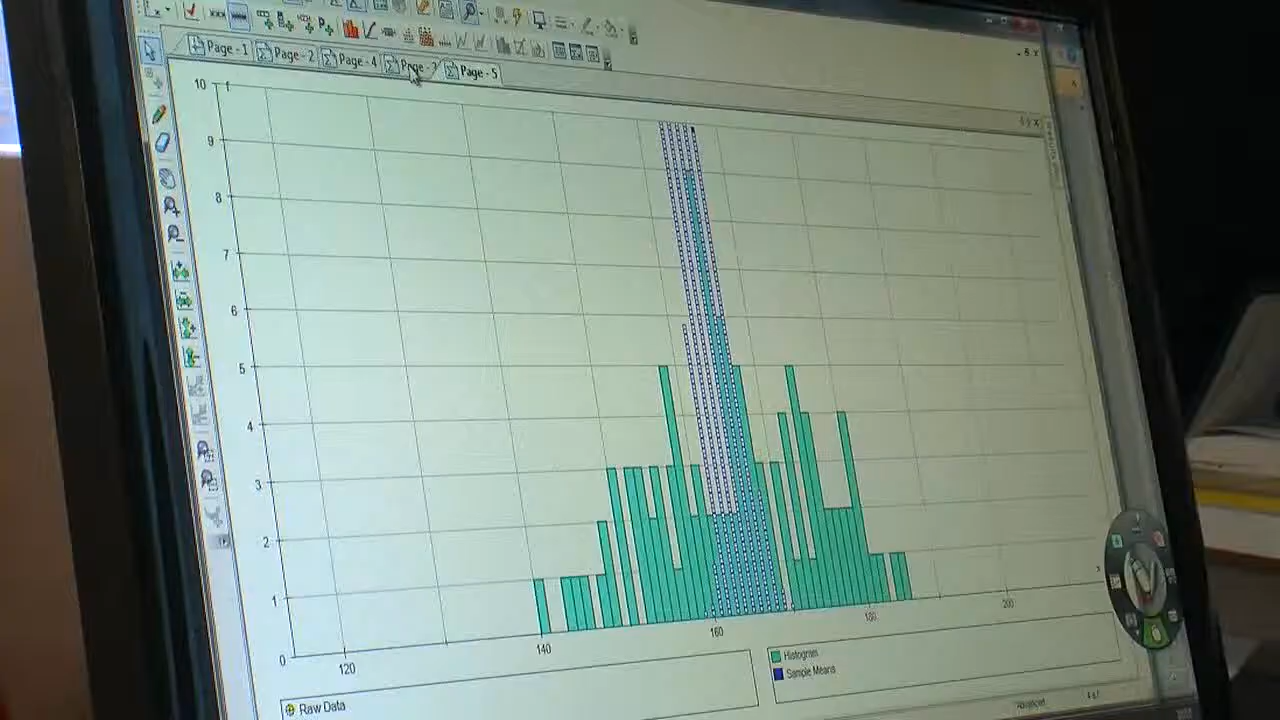 Page - 1 Page - 2 Page - 4 Page - 3 Page - 5
10
f
9
8
7
6
5
4
3
2
1
0
120 140 160 180 200
x
Raw Data
Histogram
Sample Means